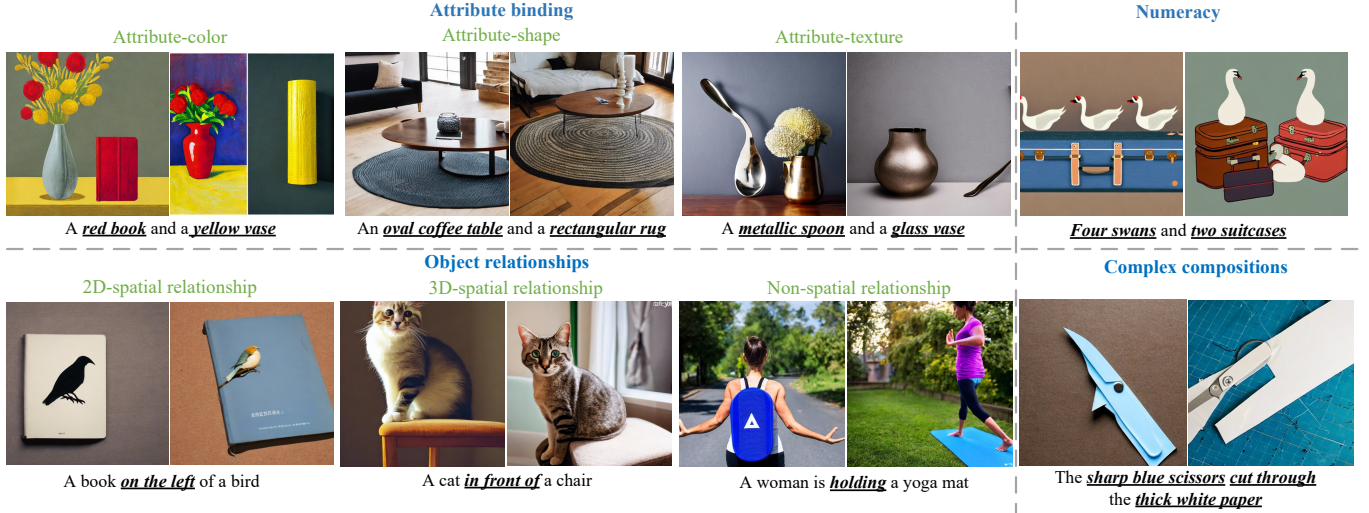 Attribute binding
Numeracy
Attribute-color
Attribute-shape
Attribute-texture
A red book and a yellow vase
An oval coffee table and a rectangular rug
A metallic spoon and a glass vase
Four swans and two suitcases
Object relationships
Complex compositions
2D-spatial relationship
3D-spatial relationship
Non-spatial relationship
A book on the left of a bird
A cat in front of a chair
A woman is holding a yoga mat
The sharp blue scissors cut through
the thick white paper